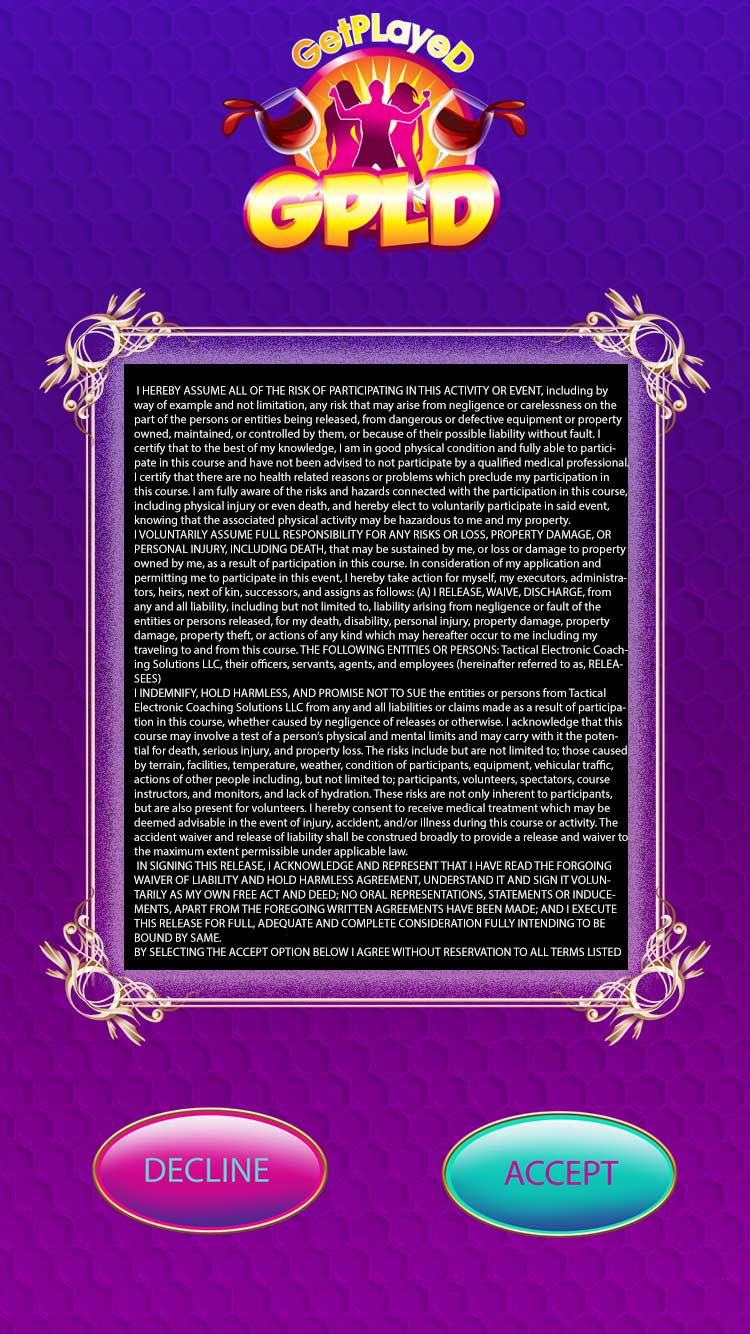 GetPLayeD
GPLD
I HEREBY ASSUME ALL OF THE RISK OF PARTICIPATING IN THIS ACTIVITY OR EVENT, including by
way of example and not limitation, any risk that may arise from negligence or carelessness on the
part of the persons or entities being released, from dangerous or defective equipment or property
owned, maintained, or controlled by them, or because of their possible liability without fault. I
certify that to the best of my knowledge, I am in good physical condition and fully able to partici-
pate in this course and have not been advised to not participate by a qualified medical professional.
I certify that there are no health related reasons or problems which preclude my participation in
this course. I am fully aware of the risks and hazards connected with the participation in this course,
including physical injury or even death, and hereby elect to voluntarily participate in said event,
knowing that the associated physical activity may be hazardous to me and my property.
I VOLUNTARILY ASSUME FULL RESPONSIBILITY FOR ANY RISKS OR LOSS, PROPERTY DAMAGE, OR
PERSONAL INJURY, INCLUDING DEATH, that may be sustained by me, or loss or damage to property
owned by me, as a result of participation in this course. In consideration of my application and
permitting me to participate in this event, I hereby take action for myself, my executors, administra-
tors, heirs, next of kin, successors, and assigns as follows: (A) I RELEASE, WAIVE, DISCHARGE, from
any and all liability, including but not limited to, liability arising from negligence or fault of the
entities or persons released, for my death, disability, personal injury, property damage, property
damage, property theft, or actions of any kind which may hereafter occur to me including my
traveling to and from this course. THE FOLLOWING ENTITIES OR PERSONS: Tactical Electronic Coach-
ing Solutions LLC, their officers, servants, agents, and employees (hereinafter referred to as, RELEA-
SEES)
I INDEMNIFY, HOLD HARMLESS, AND PROMISE NOT TO SUE the entities or persons from Tactical
Electronic Coaching Solutions LLC from any and all liabilities or claims made as a result of participa-
tion in this course, whether caused by negligence of releases or otherwise. I acknowledge that this
course may involve a test of a person's physical and mental limits and may carry with it the poten-
tial for death, serious injury, and property loss. The risks include but are not limited to; those caused
by terrain, facilities, temperature, weather, condition of participants, equipment, vehicular traffic,
actions of other people including, but not limited to; participants, volunteers, spectators, course
instructors, and monitors, and lack of hydration. These risks are not only inherent to participants,
but are also present for volunteers. I hereby consent to receive medical treatment which may be
deemed advisable in the event of injury, accident, and/or illness during this course or activity. The
accident waiver and release of liability shall be construed broadly to provide a release and waiver to
the maximum extent permissible under applicable law.
IN SIGNING THIS RELEASE, I ACKNOWLEDGE AND REPRESENT THAT I HAVE READ THE FORGOING
WAIVER OF LIABILITY AND HOLD HARMLESS AGREEMENT, UNDERSTAND IT AND SIGN IT VOLUN-
TARILY AS MY OWN FREE ACT AND DEED; NO ORAL REPRESENTATIONS, STATEMENTS OR INDUCE-
MENTS, APART FROM THE FOREGOING WRITTEN AGREEMENTS HAVE BEEN MADE; AND I EXECUTE
THIS RELEASE FOR FULL, ADEQUATE AND COMPLETE CONSIDERATION FULLY INTENDING TO BE
BOUND BY SAME.
BY SELECTING THE ACCEPT OPTION BELOW I AGREE WITHOUT RESERVATION TO ALL TERMS LISTED
DECLINE
ACCEPT